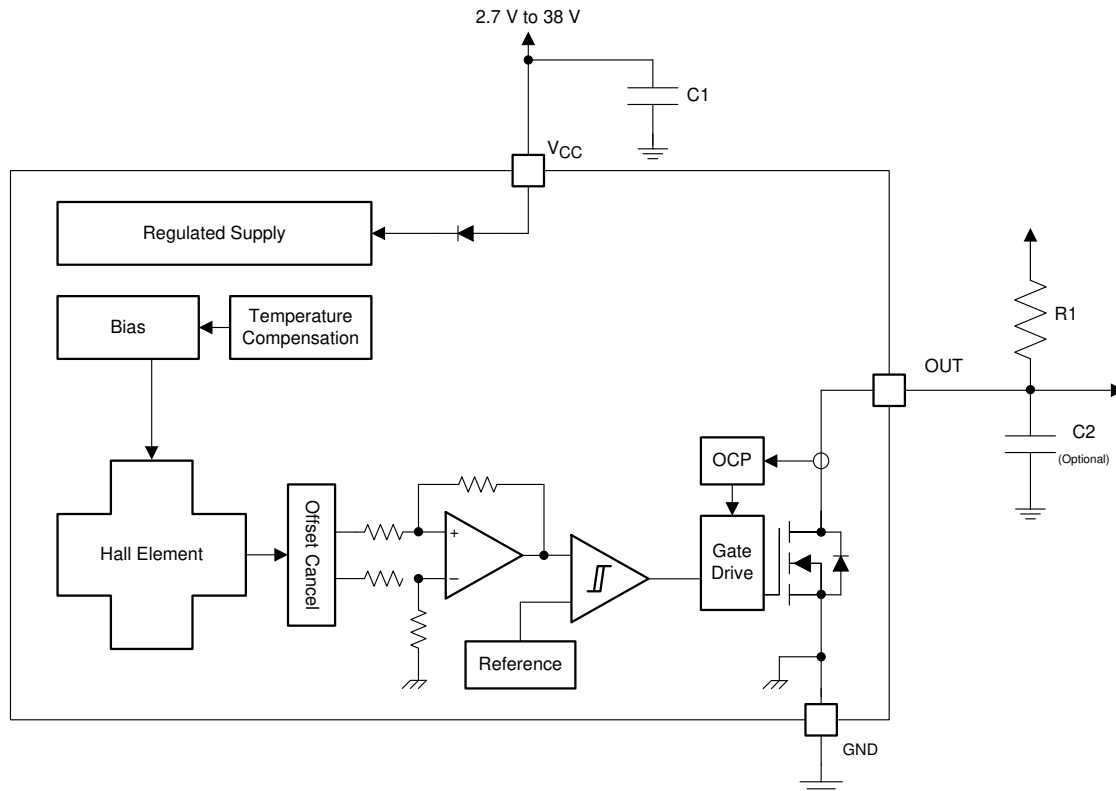 2.7 V to 38 V
C1
VCC
Regulated Supply
Bias
Temperature
Compensation
R1
OUT
C2
(Optional)
OCP
Hall Element
Offset Cancel
+
–
Gate
Drive
Reference
GND